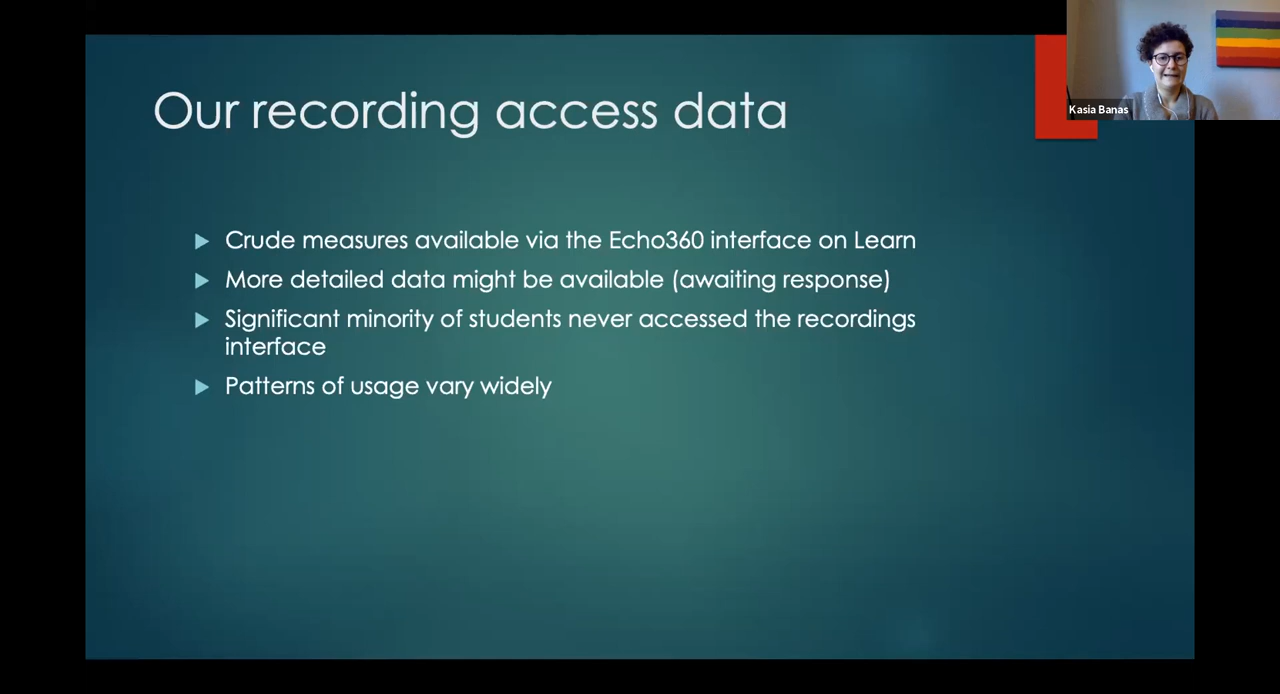 Our recording access data
Kasia Banas
Crude measures available via the Echo360 interface on Learn
More detailed data might be available (awaiting response)
Significant minority of students never accessed the recordings
interface
Patterns of usage vary widely